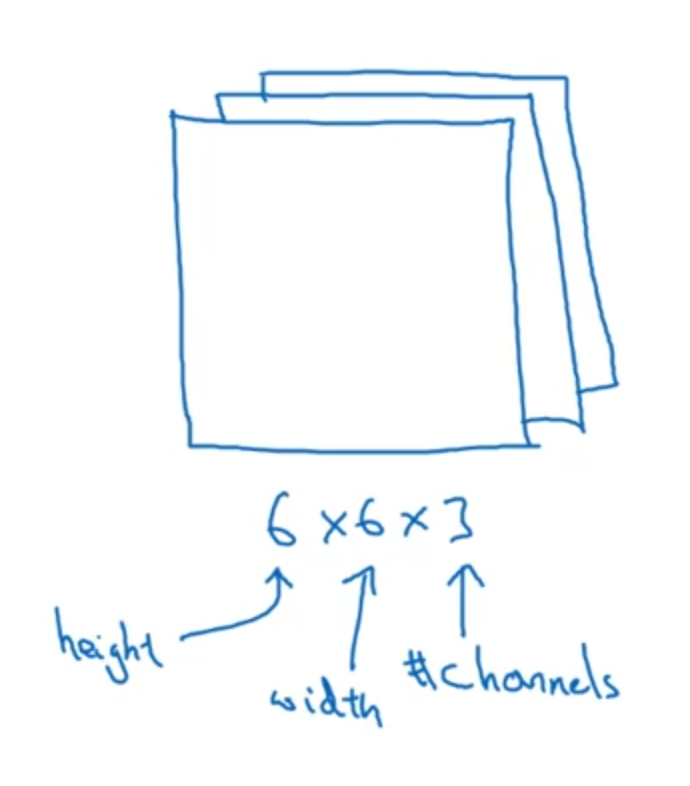 6 × 6 × 3
height
width
#channels